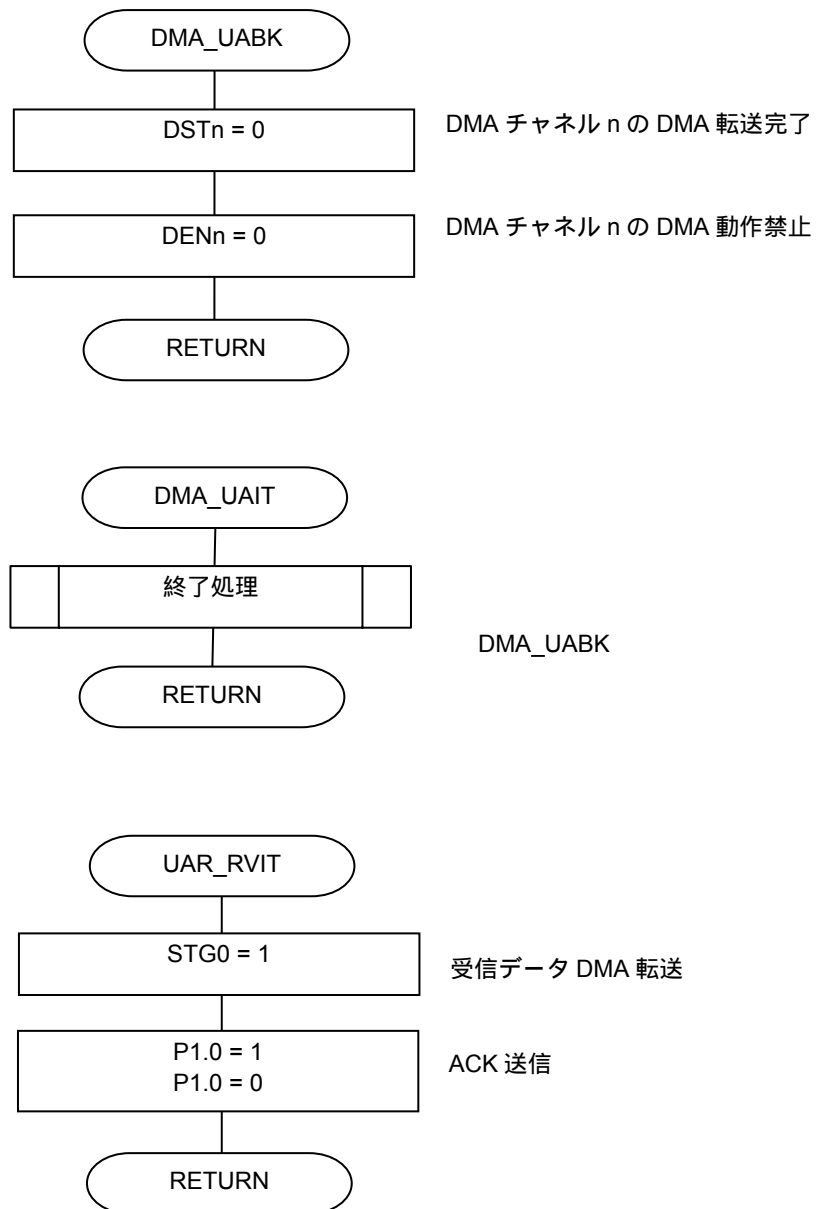 DMA_UABK
DSTn = 0
DMA チャネル n の DMA 転送完了
DENn = 0
DMA チャネル n の DMA 動作禁止
RETURN
DMA_UAIT
終了処理
DMA_UABK
RETURN
UAR_RVIT
STG0 = 1
受信データ DMA 転送
P1.0 = 1
P1.0 = 0
ACK 送信
RETURN